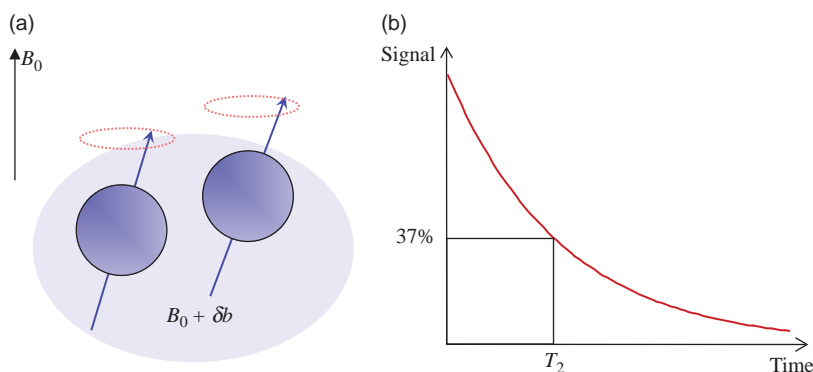 (a)
B₀
B₀ + δb
(b)
Signal
37%
T₂
Time